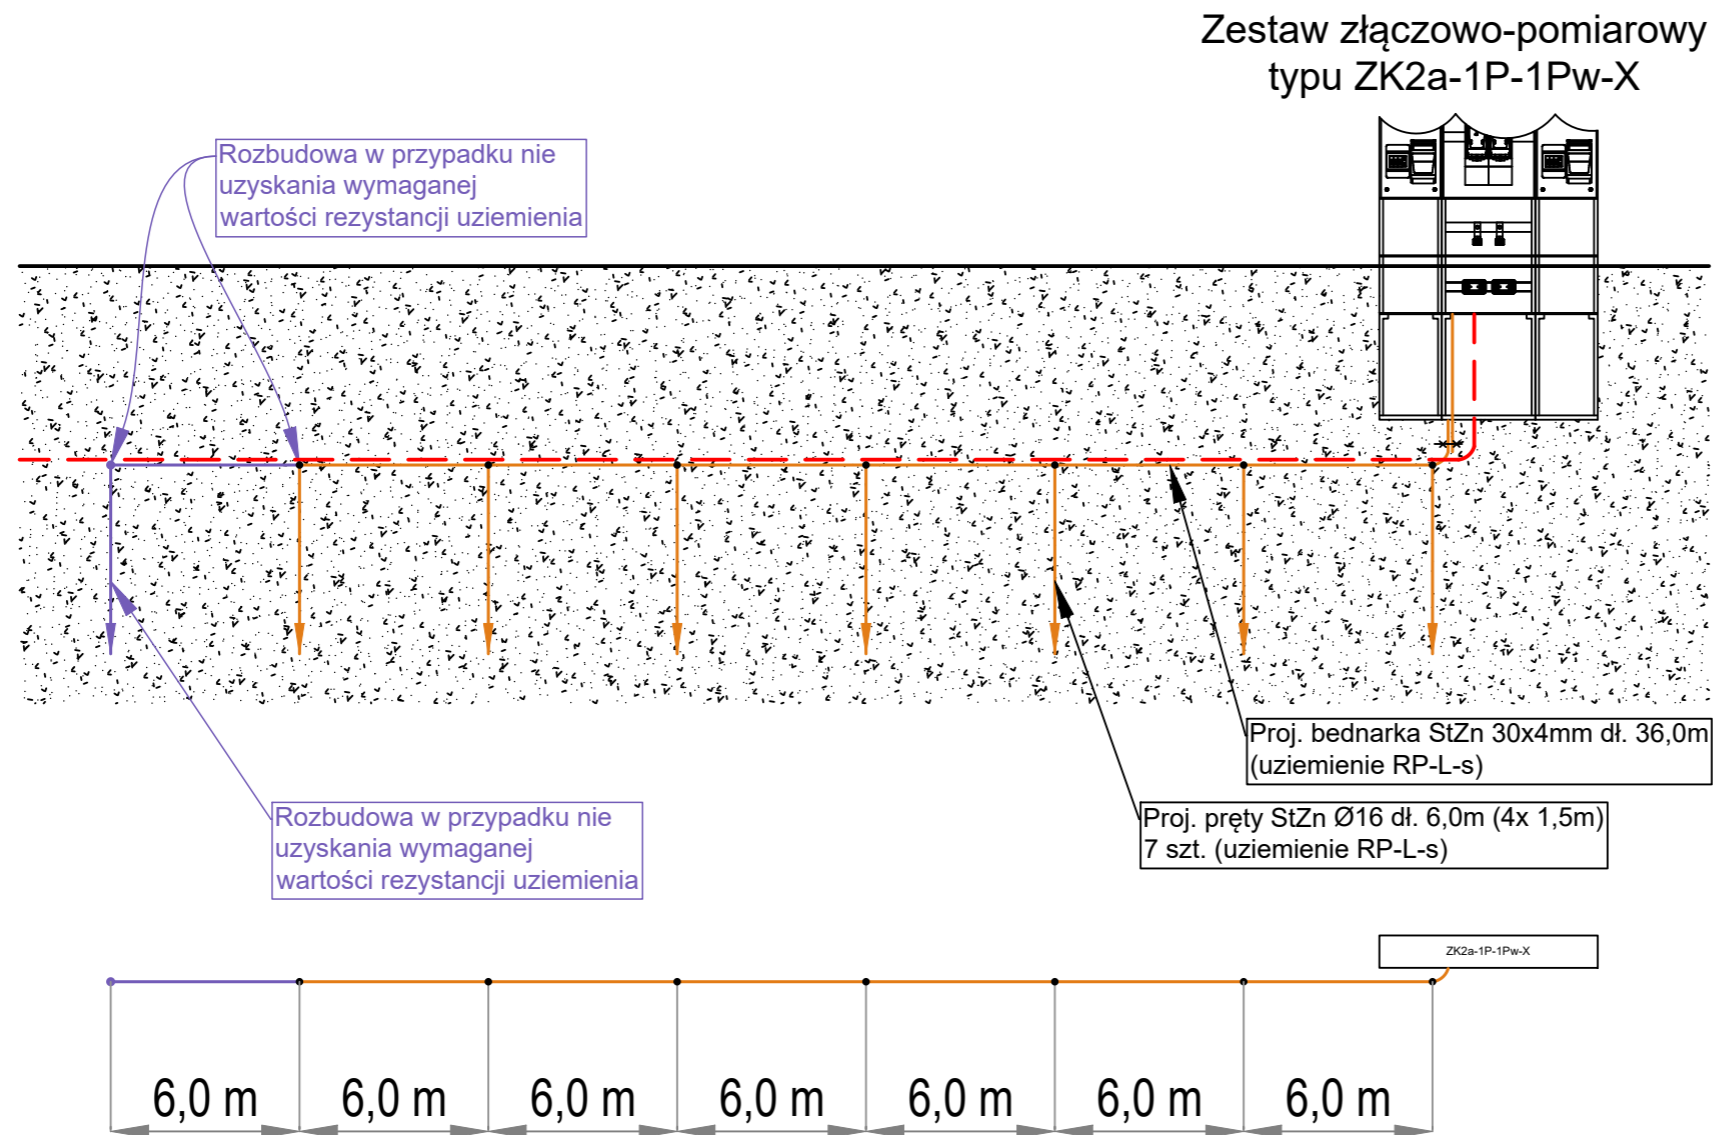 Zestaw złączowo-pomiarowy
typu ZK2a-1P-1Pw-X
Rozbudowa w przypadku nie
uzyskania wymaganej
wartości rezystancji uziemienia
Proj. bednarka StZn 30x4mm dł. 36,0m
(uziemienie RP-L-s)
Proj. pręty StZn Ø16 dł. 6,0m (4x 1,5m)
7 szt. (uziemienie RP-L-s)
Rozbudowa w przypadku nie
uzyskania wymaganej
wartości rezystancji uziemienia
ZK2a-1P-1Pw-X
6,0 m 6,0 m 6,0 m 6,0 m 6,0 m 6,0 m 6,0 m